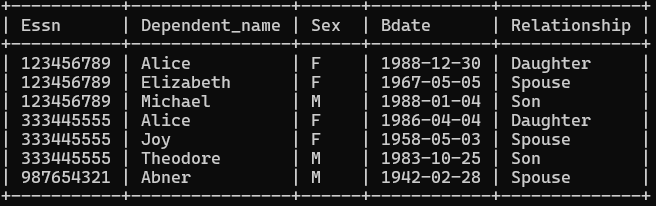 +-----------+----------------+------+------------+--------------+
| Essn      | Dependent_name | Sex  | Bdate      | Relationship |
+-----------+----------------+------+------------+--------------+
| 123456789 | Alice          | F    | 1988-12-30 | Daughter     |
| 123456789 | Elizabeth      | F    | 1967-05-05 | Spouse       |
| 123456789 | Michael        | M    | 1988-01-04 | Son          |
| 333445555 | Alice          | F    | 1986-04-04 | Daughter     |
| 333445555 | Joy            | F    | 1958-05-03 | Spouse       |
| 333445555 | Theodore       | M    | 1983-10-25 | Son          |
| 987654321 | Abner          | M    | 1942-02-28 | Spouse       |
+-----------+----------------+------+------------+--------------+